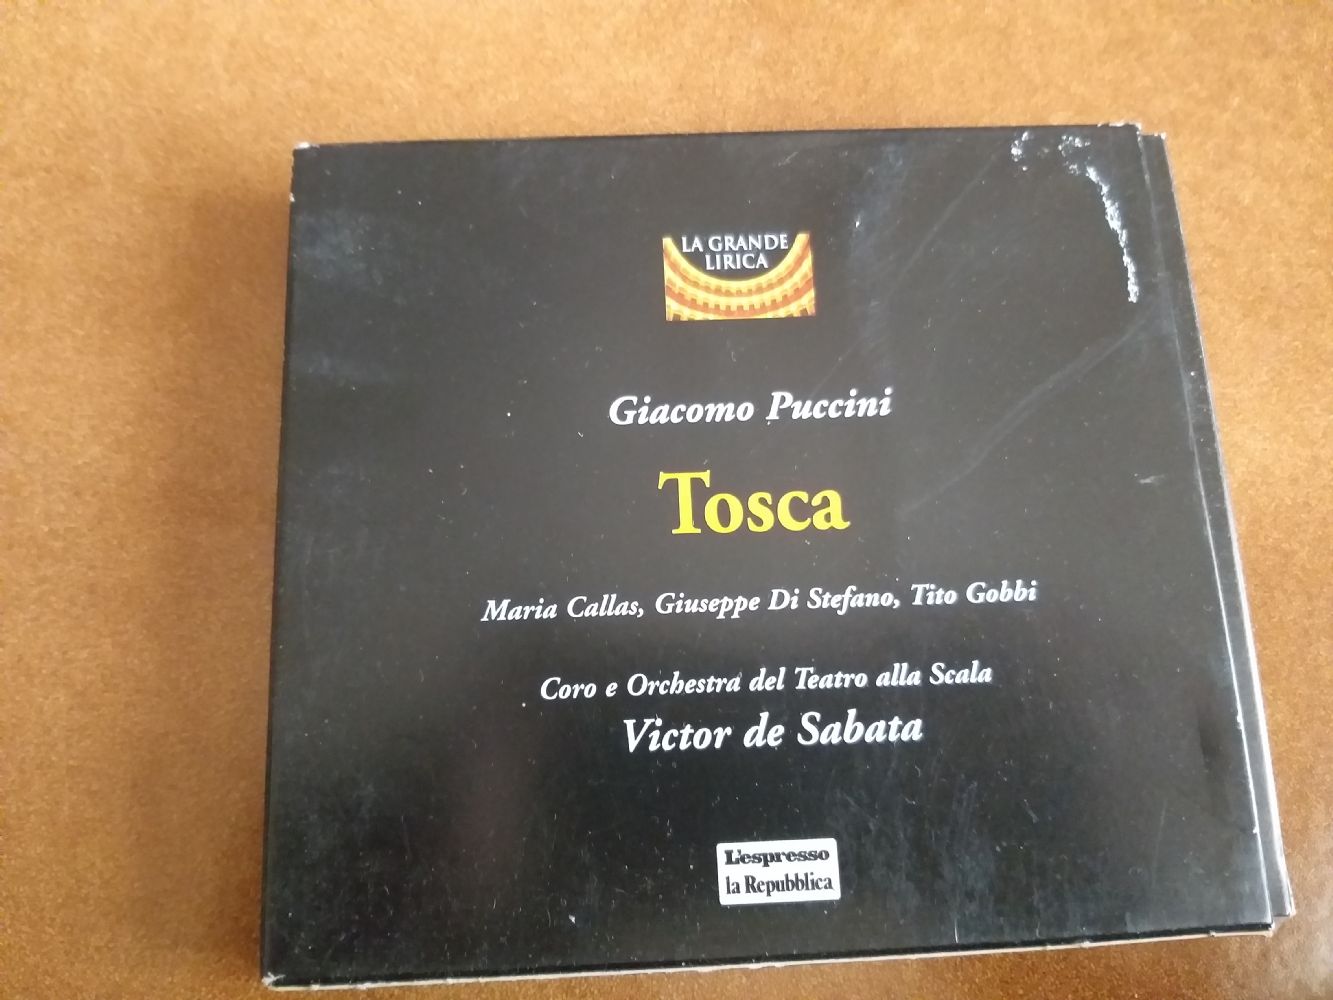 LA GRANDE
LIRICA
Giacomo Puccini
Tosca
Maria Callas, Giuseppe Di Stefano, Tito Gobbi
Coro e Orchestra del Teatro alla Scala
Victor de Sabata
L'espresso
la Repubblica